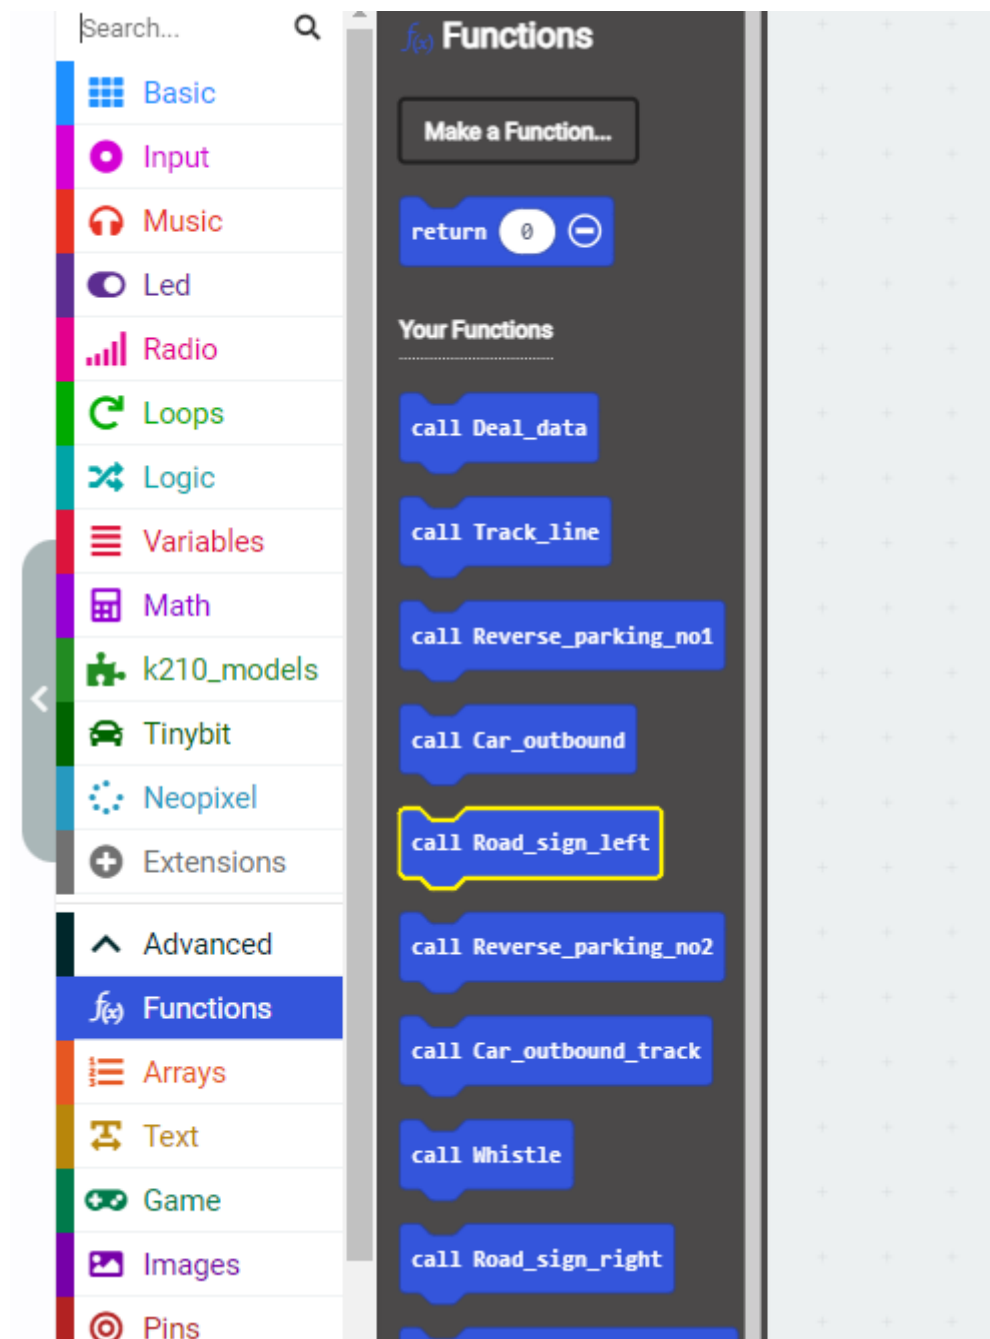 Search...
Basic
Input
Music
Led
Radio
Loops
Logic
Variables
Math
k210_models
Tinybit
Neopixel
Extensions
Advanced
f(x) Functions
Arrays
Text
Game
Images
Pins
f(x) Functions
Make a Function...
return 0
Your Functions
call Deal_data
call Track_line
call Reverse_parking_no1
call Car_outbound
call Road_sign_left
call Reverse_parking_no2
call Car_outbound_track
call Whistle
call Road_sign_right